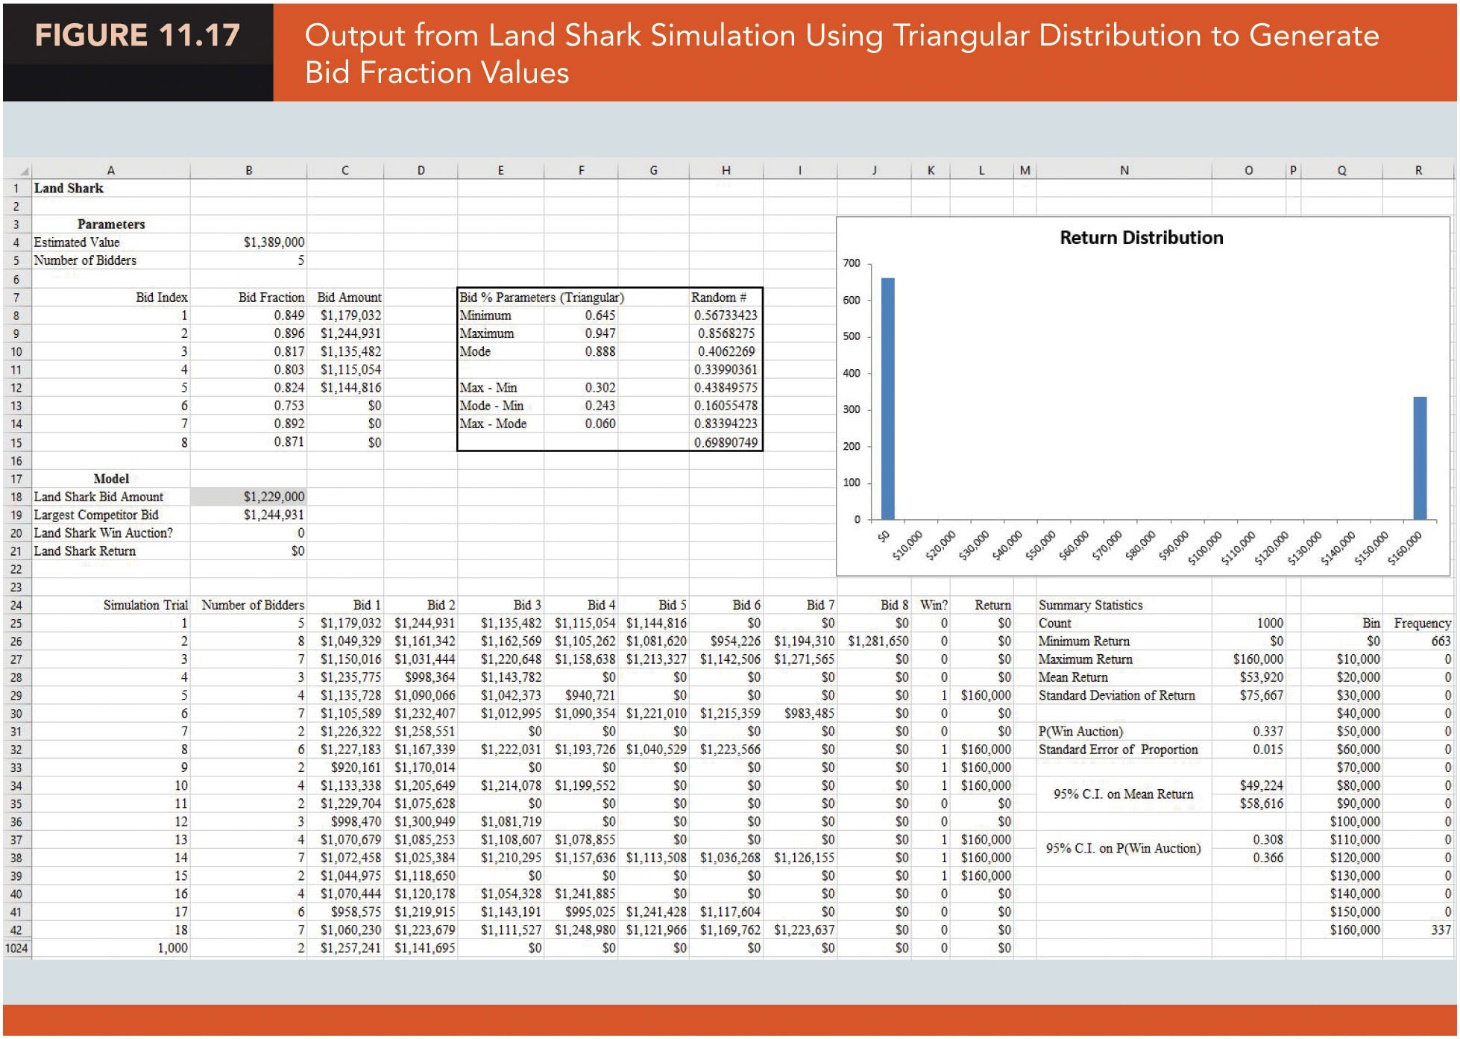 FIGURE 11.17
Output from Land Shark Simulation Using Triangular Distribution to Generate
Bid Fraction Values
A B C D E F G H I J K L M N O P Q R
1 Land Shark
2
3 Parameters
4 Estimated Value $1,389,000
5 Number of Bidders 5
6
7 Bid Index Bid Fraction Bid Amount Bid % Parameters (Triangular) Random #
8 1 0.849 $1,179,032 Minimum 0.645 0.56733423
9 2 0.896 $1,244,931 Maximum 0.947 0.8568275
10 3 0.817 $1,135,482 Mode 0.888 0.4062269
11 4 0.803 $1,115,054 0.33990361
12 5 0.824 $1,144,816 Max - Min 0.302 0.43849575
13 6 0.753 $0 Mode - Min 0.243 0.16055478
14 7 0.892 $0 Max - Mode 0.060 0.83394223
15 8 0.871 $0 0.69890749
16
17 Model
18 Land Shark Bid Amount $1,229,000
19 Largest Competitor Bid $1,244,931
20 Land Shark Win Auction? 0
21 Land Shark Return $0
22
23
Return Distribution
700
600
500
400
300
200
100
0
$0 $10,000 $20,000 $30,000 $40,000 $50,000 $60,000 $70,000 $80,000 $90,000 $100,000 $110,000 $120,000 $130,000 $140,000 $150,000 $160,000
24 Simulation Trial Number of Bidders Bid 1 Bid 2 Bid 3 Bid 4 Bid 5 Bid 6 Bid 7 Bid 8 Win? Return Summary Statistics
25 1 5 $1,179,032 $1,244,931 $1,135,482 $1,115,054 $1,144,816 $0 $0 $0 0 $0 Count 1000 Bin Frequency
26 2 8 $1,049,329 $1,161,342 $1,162,569 $1,105,262 $1,081,620 $954,226 $1,194,310 $1,281,650 0 $0 Minimum Return $0 $0 663
27 3 7 $1,150,016 $1,031,444 $1,220,648 $1,158,638 $1,213,327 $1,142,506 $1,271,565 $0 0 $0 Maximum Return $160,000 $10,000 0
28 4 3 $1,235,775 $998,364 $1,143,782 $0 $0 $0 $0 $0 0 $0 Mean Return $53,920 $20,000 0
29 5 4 $1,135,728 $1,090,066 $1,042,373 $940,721 $0 $0 $0 $0 1 $160,000 Standard Deviation of Return $75,667 $30,000 0
30 6 7 $1,105,589 $1,232,407 $1,012,995 $1,090,354 $1,221,010 $1,215,359 $983,485 $0 0 $0 $40,000 0
31 7 2 $1,226,322 $1,258,551 $0 $0 $0 $0 $0 $0 0 $0 P(Win Auction) 0.337 $50,000 0
32 8 6 $1,227,183 $1,167,339 $1,222,031 $1,193,726 $1,040,529 $1,223,566 $0 $0 1 $160,000 Standard Error of Proportion 0.015 $60,000 0
33 9 2 $920,161 $1,170,014 $0 $0 $0 $0 $0 $0 1 $160,000 $70,000 0
34 10 4 $1,133,338 $1,205,649 $1,214,078 $1,199,552 $0 $0 $0 $0 1 $160,000 95% C.I. on Mean Return $49,224 $80,000 0
35 11 2 $1,229,704 $1,075,628 $0 $0 $0 $0 $0 $0 0 $0 $58,616 $90,000 0
36 12 3 $998,470 $1,300,949 $1,081,719 $0 $0 $0 $0 $0 0 $0 $100,000 0
37 13 4 $1,070,679 $1,085,253 $1,108,607 $1,078,855 $0 $0 $0 $0 1 $160,000 95% C.I. on P(Win Auction) 0.308 $110,000 0
38 14 7 $1,072,458 $1,025,384 $1,210,295 $1,157,636 $1,113,508 $1,036,268 $1,126,155 $0 1 $160,000 0.366 $120,000 0
39 15 2 $1,044,975 $1,118,650 $0 $0 $0 $0 $0 $0 1 $160,000 $130,000 0
40 16 4 $1,070,444 $1,120,178 $1,054,328 $1,241,885 $0 $0 $0 $0 0 $0 $140,000 0
41 17 6 $958,575 $1,219,915 $1,143,191 $995,025 $1,241,428 $1,117,604 $0 $0 0 $0 $150,000 0
42 18 7 $1,060,230 $1,223,679 $1,111,527 $1,248,980 $1,121,966 $1,169,762 $1,223,637 $0 0 $0 $160,000 337
1024 1,000 2 $1,257,241 $1,141,695 $0 $0 $0 $0 $0 $0 0 $0